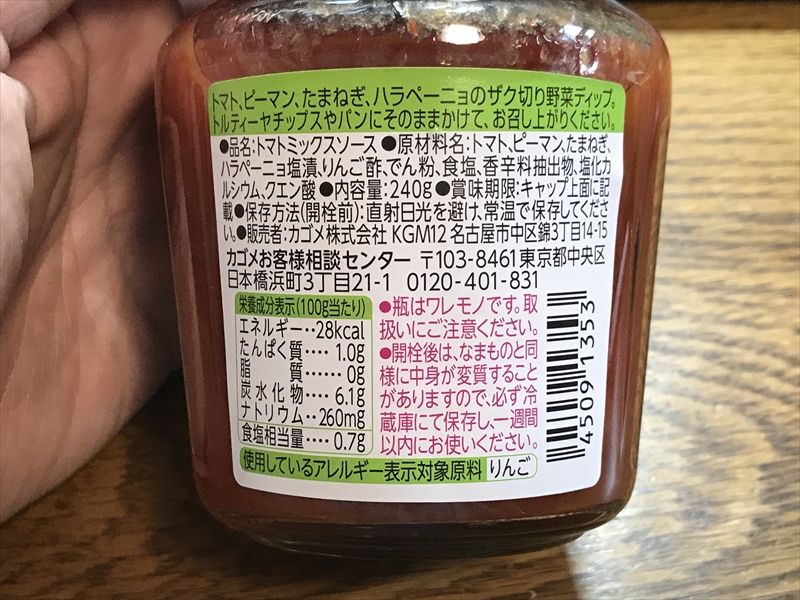 トマト、ピーマン、たまねぎ、ハラペーニョのザク切り野菜ディップ。
トルティーヤチップスやパンにそのままかけて、お召し上がりください。
●品名:トマトミックスソース ●原材料名:トマト、ピーマン、たまねぎ、
ハラペーニョ塩漬、りんご酢、でん粉、食塩、香辛料抽出物、塩化カ
ルシウム、クエン酸 ●内容量:240g ●賞味期限:キャップ上面に記
載 ●保存方法(開栓前):直射日光を避け、常温で保存してくださ
い。●販売者:カゴメ株式会社 KGM12 名古屋市中区錦3丁目14-15
カゴメお客様相談センター 〒103-8461 東京都中央区
日本橋浜町3丁目21-1 0120-401-831
栄養成分表示(100g当たり)
エネルギー‥28kcal
たんぱく質‥‥1.0g
脂質‥‥‥0g
炭水化物‥‥6.1g
ナトリウム‥260mg
食塩相当量‥‥0.7g
●瓶はワレモノです。取
扱いにご注意ください。
●開栓後は、なまものと同
様に中身が変質すること
がありますので、必ず冷
蔵庫にて保存し、一週間
以内にお使いください。
4509 1353
使用しているアレルギー表示対象原料 りんご